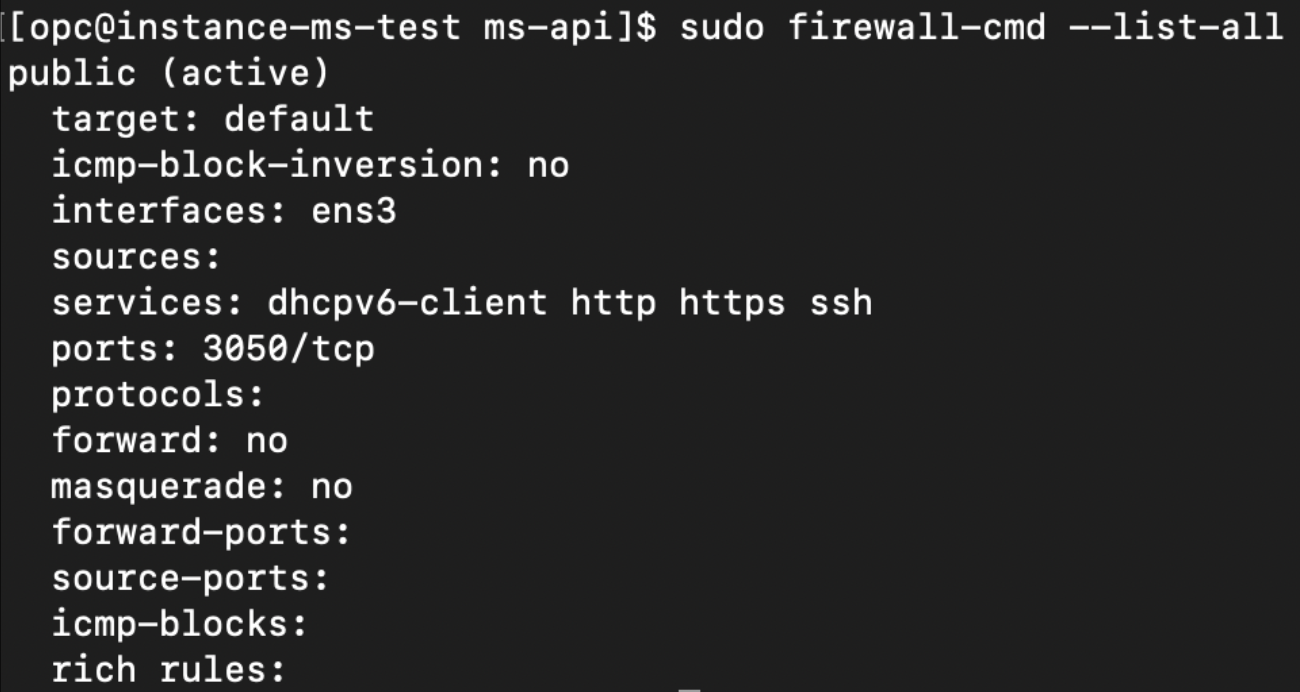 [[opc@instance-ms-test ms-api]$ sudo firewall-cmd --list-all
public (active)
  target: default
  icmp-block-inversion: no
  interfaces: ens3
  sources:
  services: dhcpv6-client http https ssh
  ports: 3050/tcp
  protocols:
  forward: no
  masquerade: no
  forward-ports:
  source-ports:
  icmp-blocks:
  rich rules: